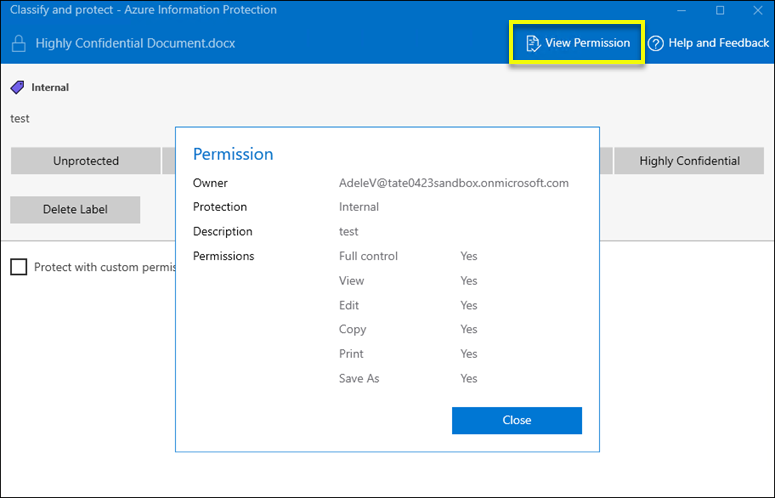 Classify and protect - Azure Information Protection
Highly Confidential Document.docx
View Permission
Help and Feedback
Internal
test
Unprotected
Highly Confidential
Delete Label
Protect with custom permis
Permission
Owner AdeleV@tate0423sandbox.onmicrosoft.com
Protection Internal
Description test
Permissions Full control Yes
View Yes
Edit Yes
Copy Yes
Print Yes
Save As Yes
Close